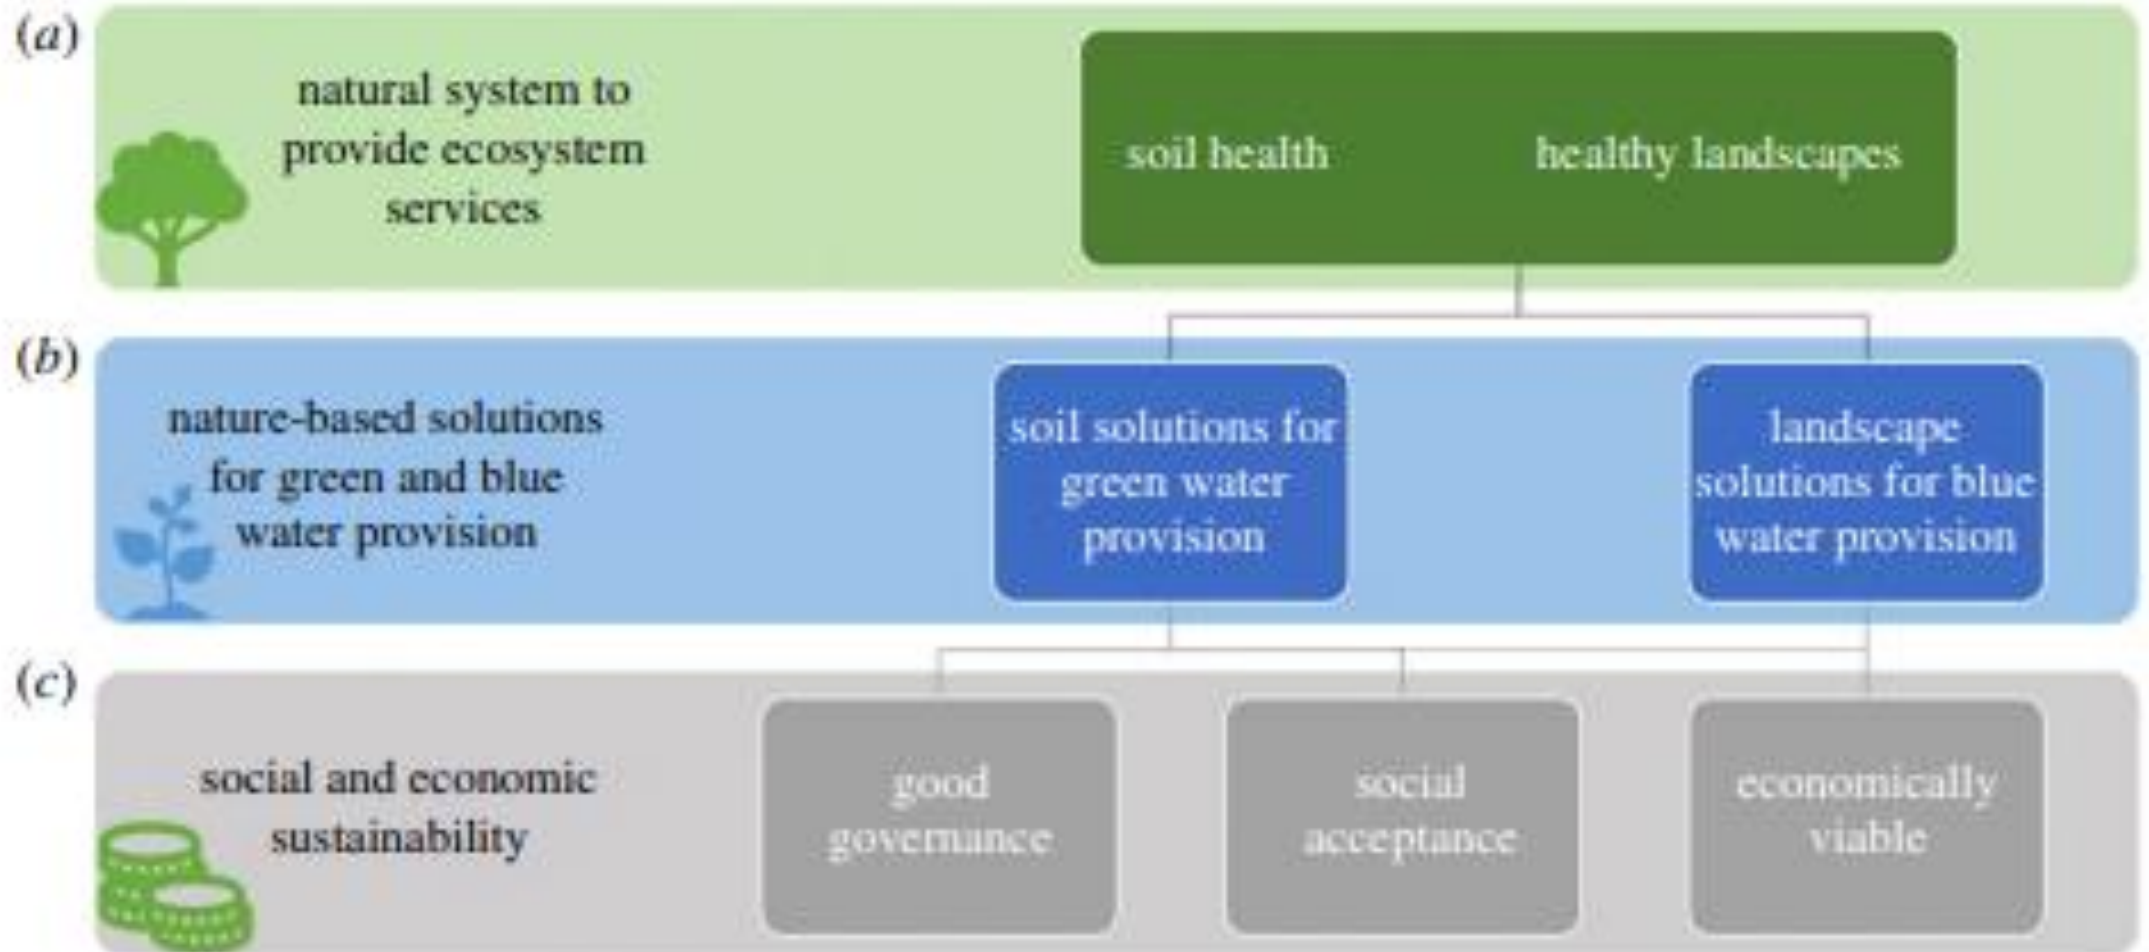 (a)
natural system to
provide ecosystem
services
soil health
healthy landscapes
(b)
nature-based solutions
for green and blue
water provision
soil solutions for
green water
provision
landscape
solutions for blue
water provision
(c)
social and economic
sustainability
good
governance
social
acceptance
economically
viable